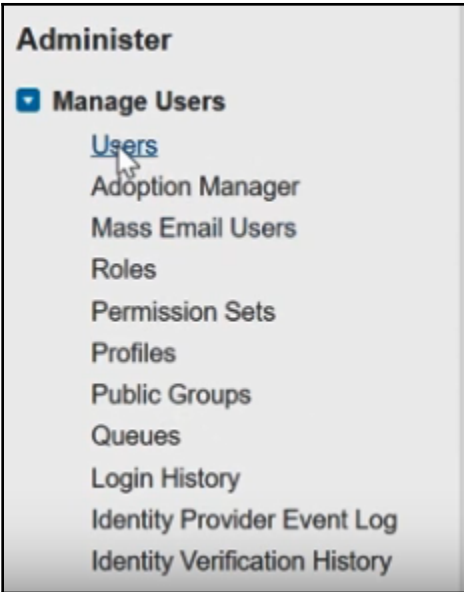 Administer
Manage Users
Users
Adoption Manager
Mass Email Users
Roles
Permission Sets
Profiles
Public Groups
Queues
Login History
Identity Provider Event Log
Identity Verification History